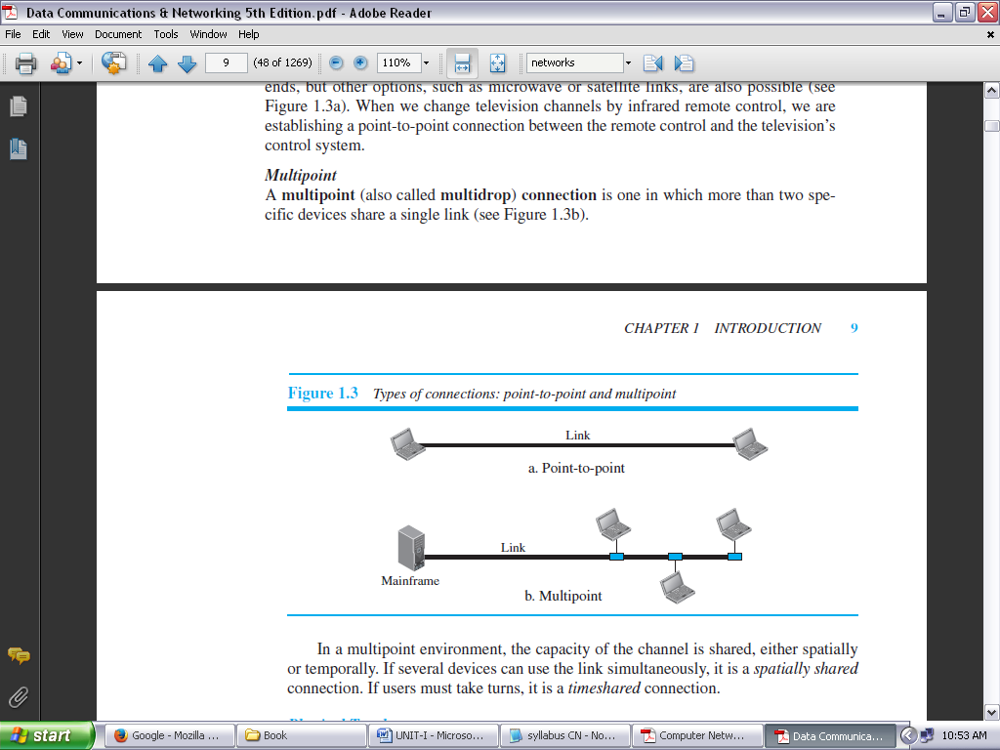 Data Communications & Networking 5th Edition.pdf - Adobe Reader
File Edit View Document Tools Window Help
9 (48 of 1269) 110% networks
ends, but other options, such as microwave or satellite links, are also possible (see
Figure 1.3a). When we change television channels by infrared remote control, we are
establishing a point-to-point connection between the remote control and the television's
control system.
Multipoint
A multipoint (also called multidrop) connection is one in which more than two spe-
cific devices share a single link (see Figure 1.3b).
CHAPTER 1 INTRODUCTION 9
Figure 1.3 Types of connections: point-to-point and multipoint
Link
a. Point-to-point
Link
Mainframe
b. Multipoint
In a multipoint environment, the capacity of the channel is shared, either spatially
or temporally. If several devices can use the link simultaneously, it is a spatially shared
connection. If users must take turns, it is a timeshared connection.
start Google - Mozilla ... Book UNIT-I - Microso... syllabus CN - No... Computer Netw... Data Communica... 10:53 AM